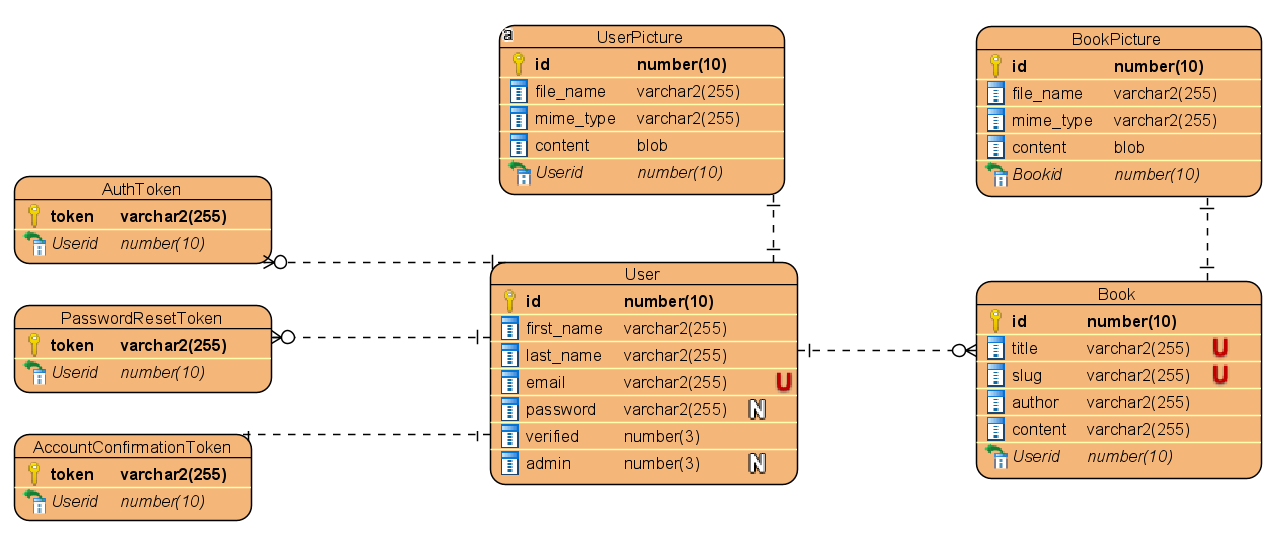 a
UserPicture
id number(10)
file_name varchar2(255)
mime_type varchar2(255)
content blob
Userid number(10)
BookPicture
id number(10)
file_name varchar2(255)
mime_type varchar2(255)
content blob
Bookid number(10)
AuthToken
token varchar2(255)
Userid number(10)
PasswordResetToken
token varchar2(255)
Userid number(10)
AccountConfirmationToken
token varchar2(255)
Userid number(10)
User
id number(10)
first_name varchar2(255)
last_name varchar2(255)
email varchar2(255) U
password varchar2(255) N
verified number(3)
admin number(3) N
Book
id number(10)
title varchar2(255) U
slug varchar2(255) U
author varchar2(255)
content varchar2(255)
Userid number(10)